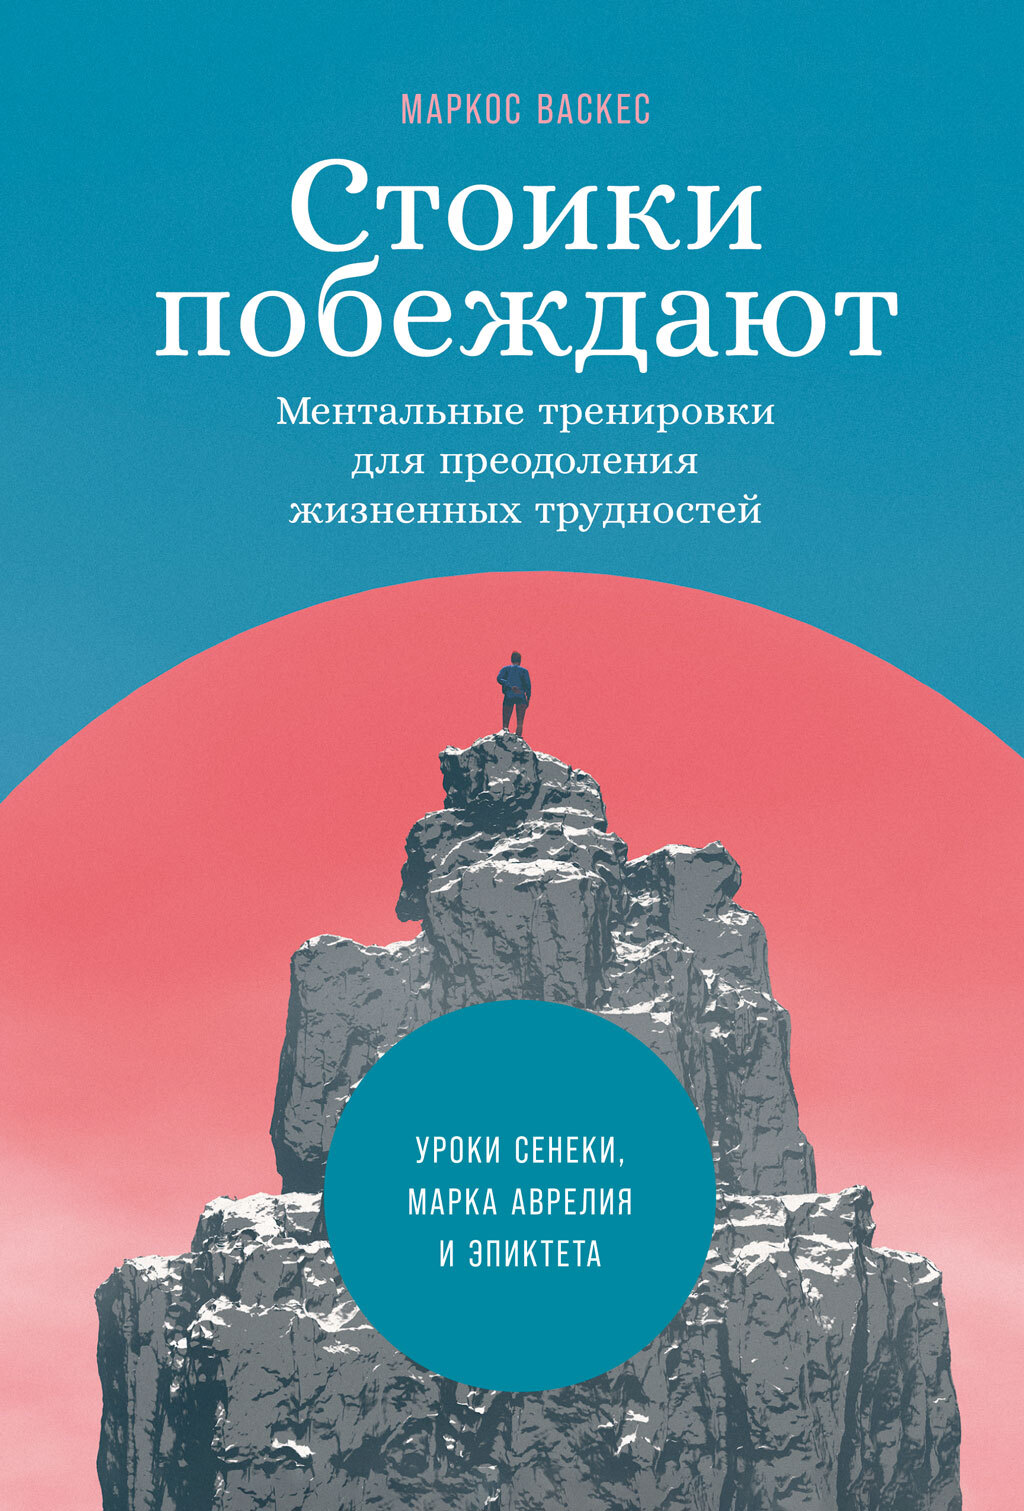 МАРКОС ВАСКЕС
Стоики
побеждают
Ментальные тренировки
для преодоления
жизненных трудностей
УРОКИ СЕНЕКИ,
МАРКА АВРЕЛИЯ
И ЭПИКТЕТА